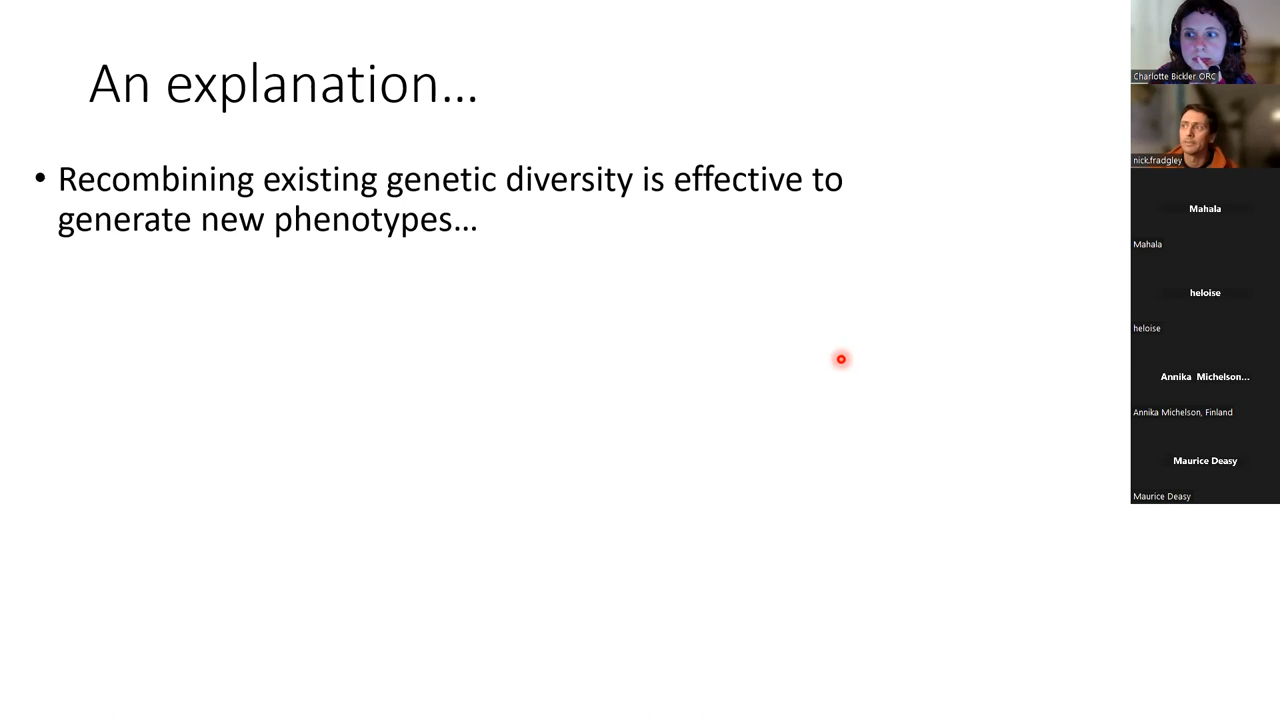 An explanation…
• Recombining existing genetic diversity is effective to
generate new phenotypes…
Charlotte Bickler ORC
nick.fradgley
Mahala
Mahala
heloise
heloise
Annika Michelson...
Annika Michelson, Finland
Maurice Deasy
Maurice Deasy